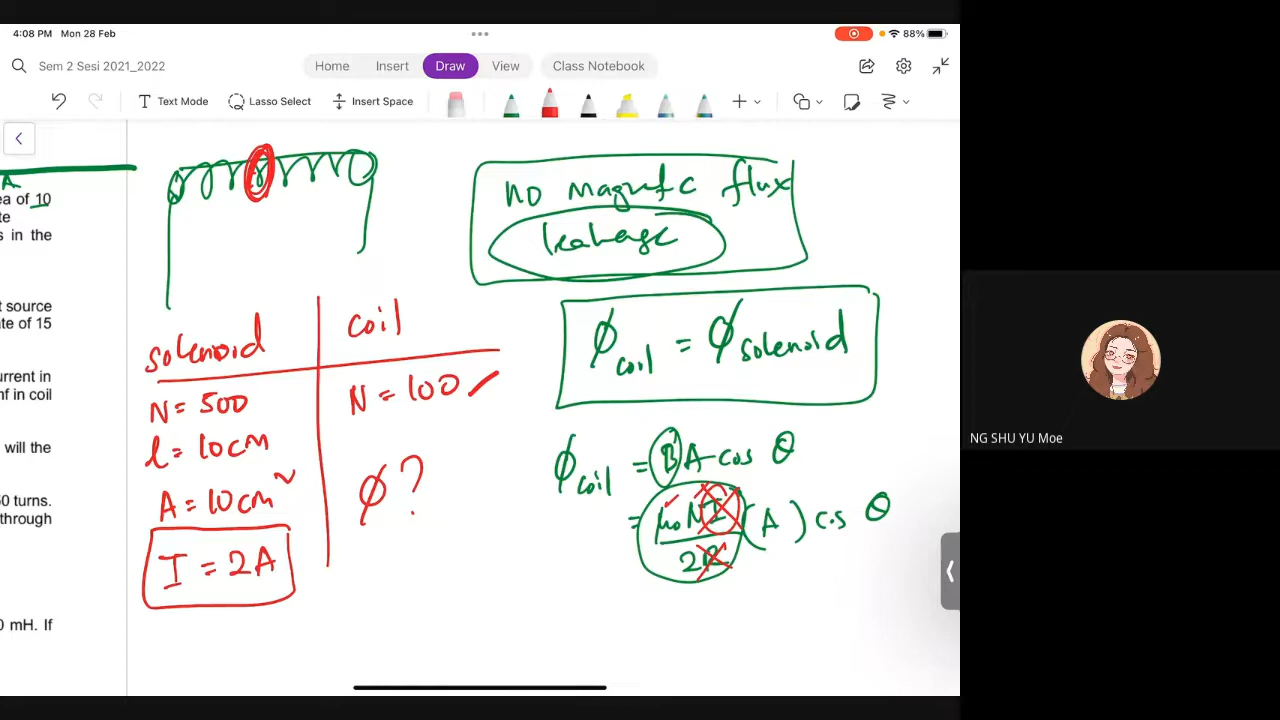 4:08 PM Mon 28 Feb
88%
Sem 2 Sesi 2021_2022
Home Insert Draw View Class Notebook
Text Mode Lasso Select Insert Space
A
ea of 10
te
s in the
t source
ate of 15
urrent in
nf in coil
will the
50 turns.
through
0 mH. If
no magnetic flux
leakage
φcoil = φsolenoid
solenoid coil
N = 500 N = 100
l = 10cm
A = 10cm²
φ?
I = 2A
φcoil = BA cos θ
= μ₀NI/2R (A) cos θ
NG SHU YU Moe